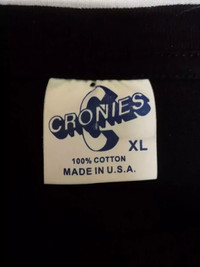 CRONIES
XL
100% COTTON
MADE IN U.S.A.